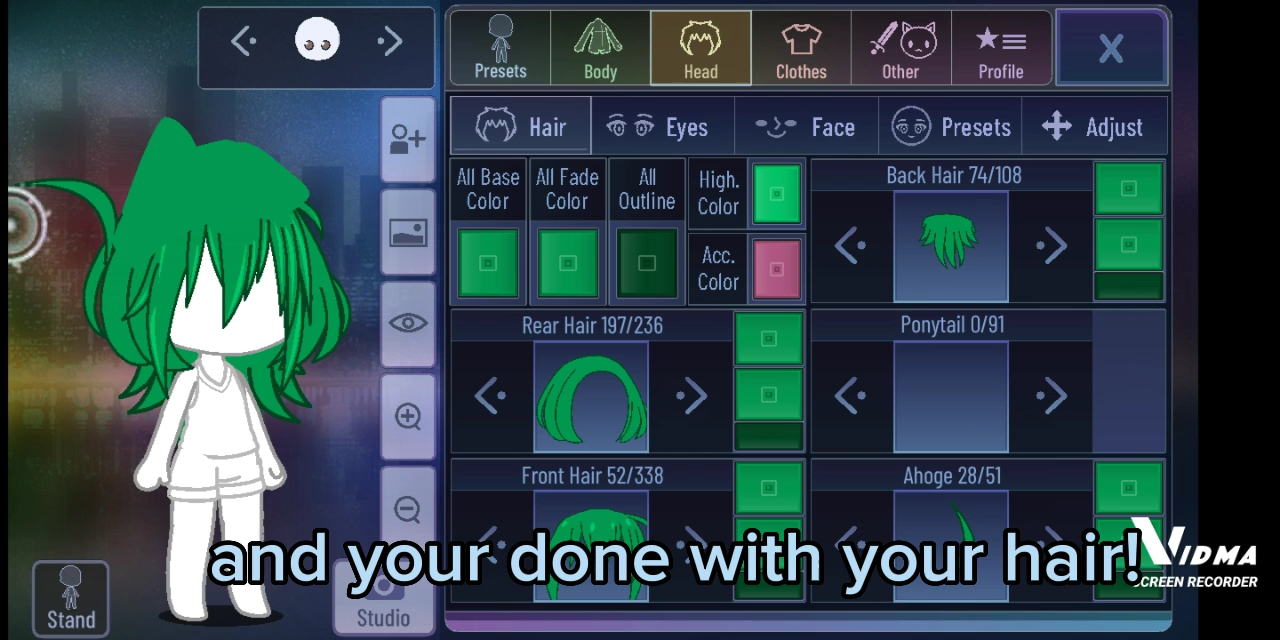 Presets
Body
Head
Clothes
Other
Profile
X
Hair
Eyes
Face
Presets
Adjust
All Base
Color
All Fade
Color
All
Outline
High.
Color
Acc.
Color
Back Hair 74/108
Rear Hair 197/236
Ponytail 0/91
Front Hair 52/338
Ahoge 28/51
and your done with your hair!
VIDMA
SCREEN RECORDER
Stand
Studio